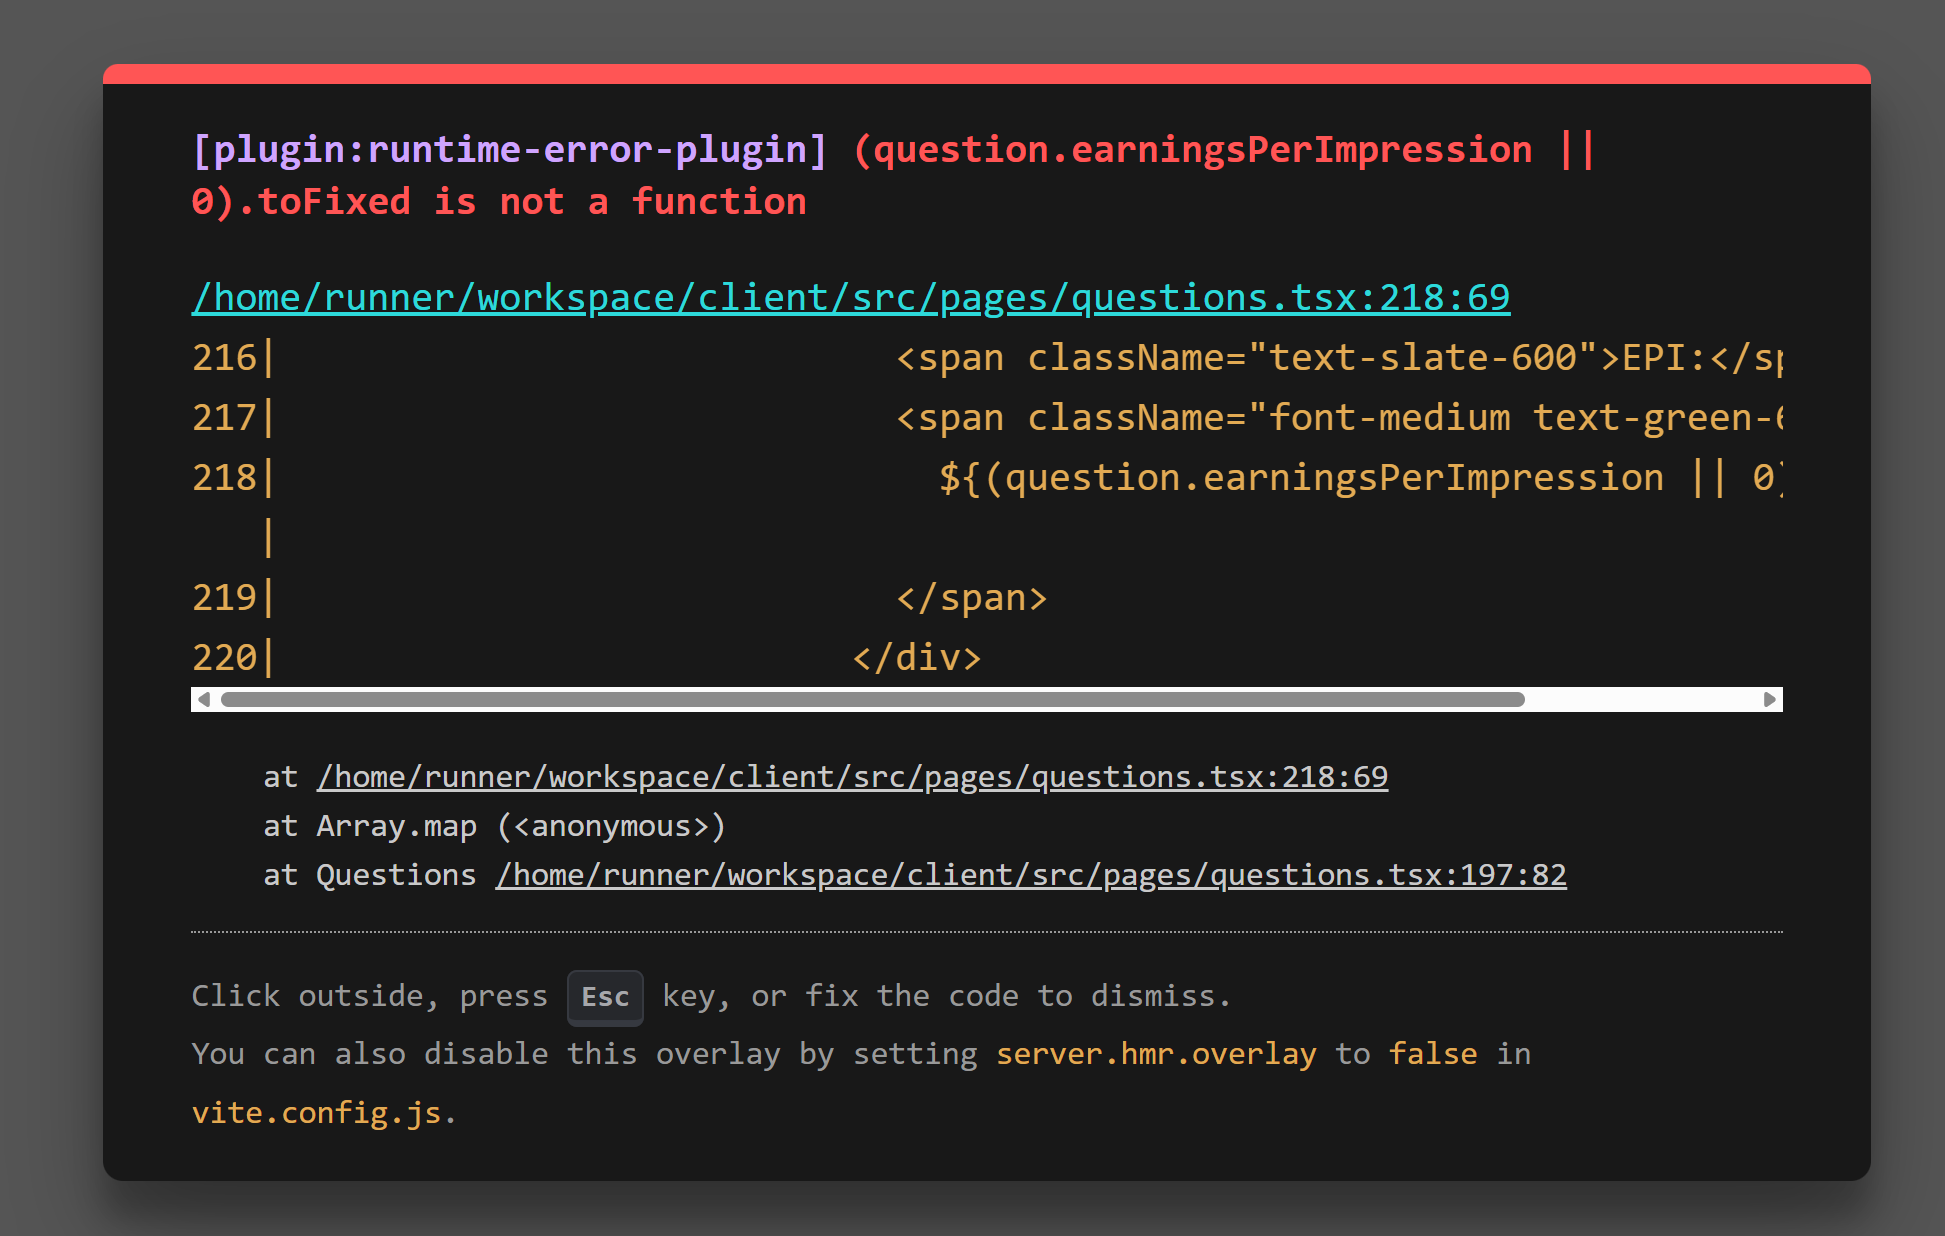 [plugin:runtime-error-plugin] (question.earningsPerImpression ||
0).toFixed is not a function
/home/runner/workspace/client/src/pages/questions.tsx:218:69
216| <span className="text-slate-600">EPI:</sp
217| <span className="font-medium text-green-6
218| ${(question.earningsPerImpression || 0)
|
219| </span>
220| </div>
at /home/runner/workspace/client/src/pages/questions.tsx:218:69
at Array.map (<anonymous>)
at Questions /home/runner/workspace/client/src/pages/questions.tsx:197:82
Click outside, press Esc key, or fix the code to dismiss.
You can also disable this overlay by setting server.hmr.overlay to false in
vite.config.js.